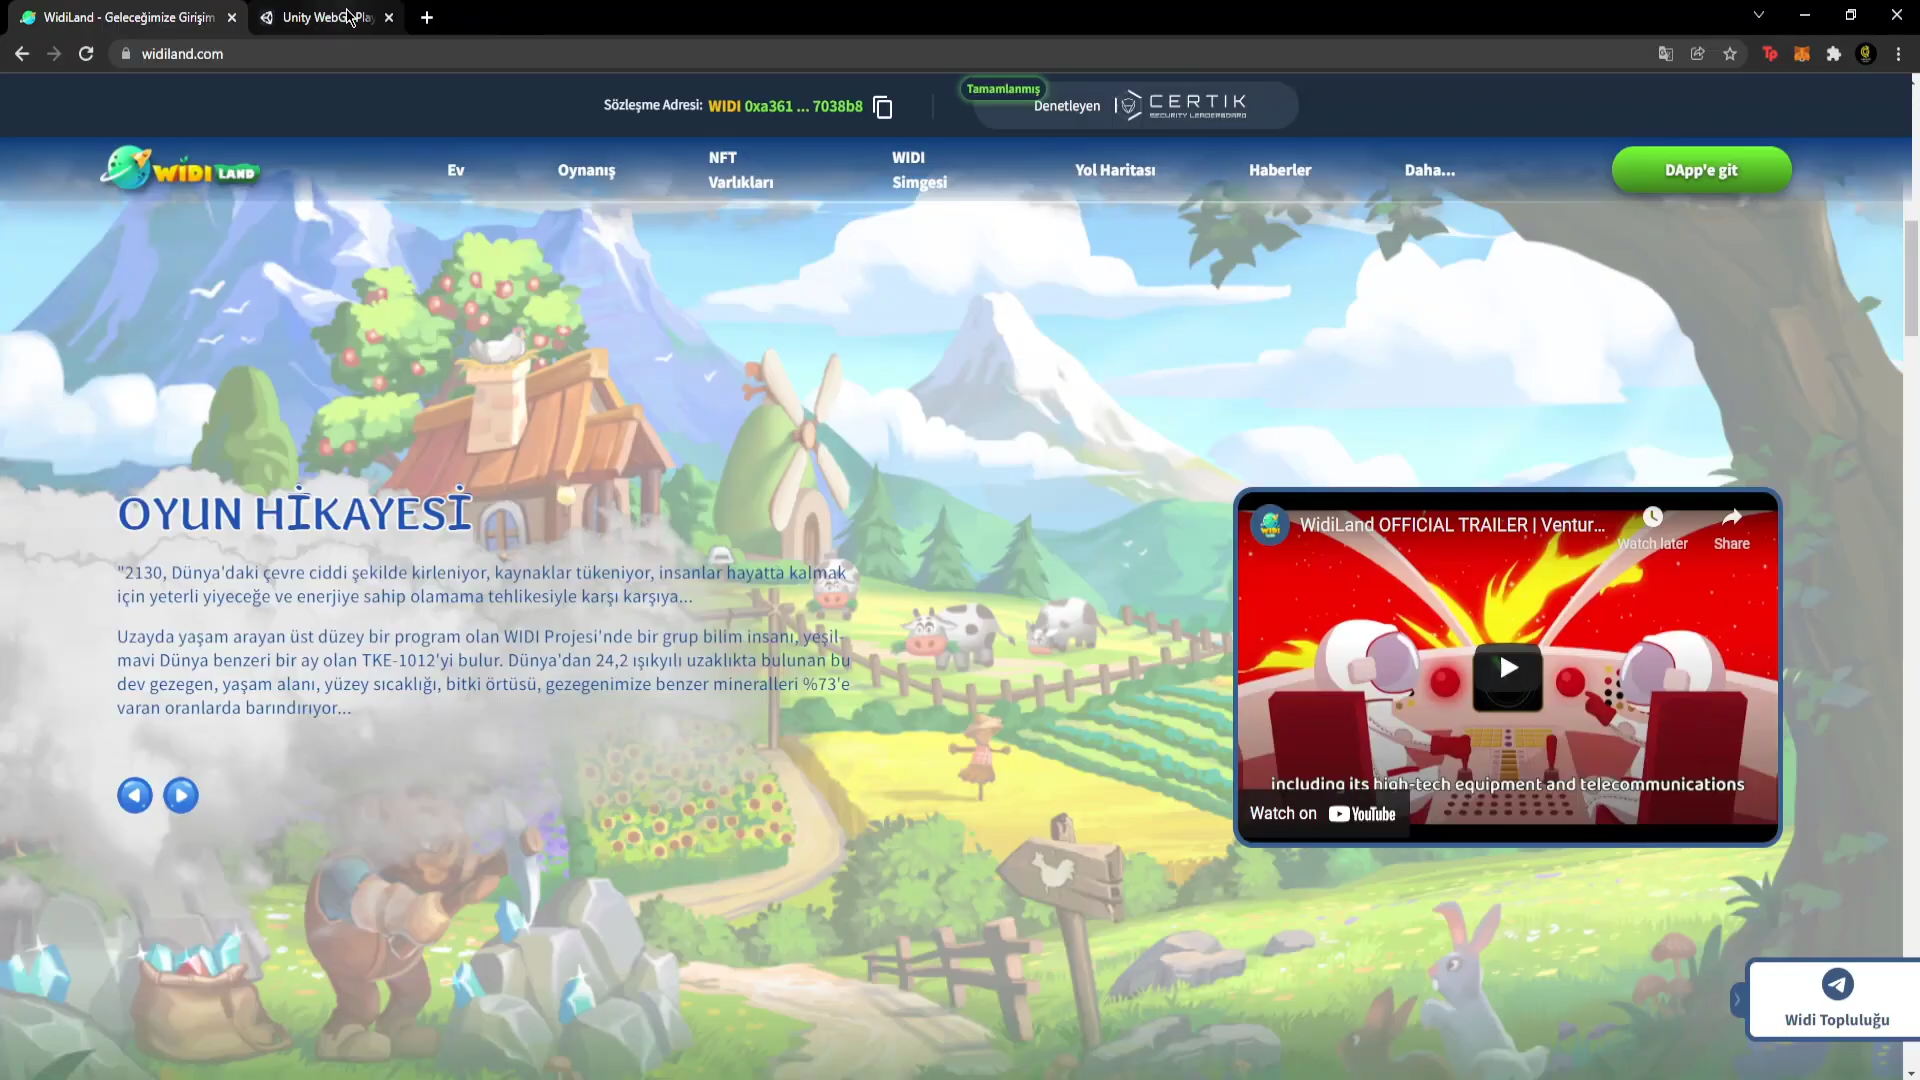 WidiLand - Geleceğimize Girişim
Unity WebG
Play
widiland.com
Tp
Sözleşme Adresi: WIDI 0xa361 ... 7038b8
Tamamlanmış
Denetleyen
CERTIK
SECURITY LEADERBOARD
WIDI LAND
Ev
Oynanış
NFT
Varlıkları
WIDI
Simgesi
Yol Haritası
Haberler
Daha...
DApp'e git
OYUN HİKAYESİ
"2130, Dünya'daki çevre ciddi şekilde kirleniyor, kaynaklar tükeniyor, insanlar hayatta kalmak
için yeterli yiyeceğe ve enerjiye sahip olamama tehlikesiyle karşı karşıya...
Uzayda yaşam arayan üst düzey bir program olan WIDI Projesi'nde bir grup bilim insanı, yeşil-
mavi Dünya benzeri bir ay olan TKE-1012'yi bulur. Dünya'dan 24,2 ışıkyılı uzaklıkta bulunan bu
dev gezegen, yaşam alanı, yüzey sıcaklığı, bitki örtüsü, gezegenimize benzer mineralleri %73'e
varan oranlarda barındırıyor...
WidiLand OFFICIAL TRAILER | Ventur...
Watch later
Share
including its high-tech equipment and telecommunications
Watch on YouTube
Widi Topluluğu